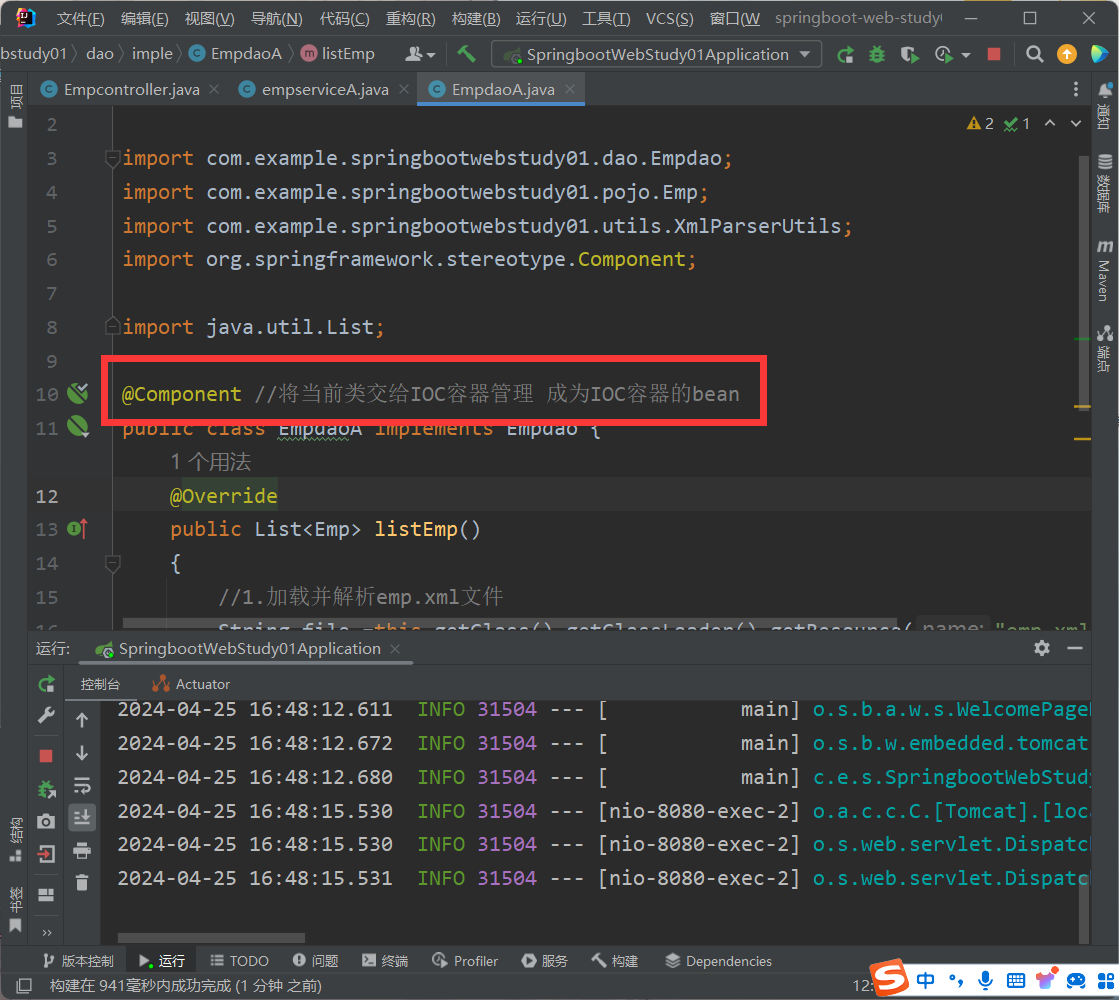 文件(F) 编辑(E) 视图(V) 导航(N) 代码(C) 重构(R) 构建(B) 运行(U) 工具(T) VCS(S) 窗口(W springboot-web-study
bstudy01 dao imple EmpdaoA listEmp SpringbootWebStudy01Application
Empcontroller.java empserviceA.java EmpdaoA.java
项目
通知
数据库
Maven
端点
2 1
2
3 import com.example.springbootwebstudy01.dao.Empdao;
4 import com.example.springbootwebstudy01.pojo.Emp;
5 import com.example.springbootwebstudy01.utils.XmlParserUtils;
6 import org.springframework.stereotype.Component;
7
8 import java.util.List;
9
10 @Component //将当前类交给IOC容器管理 成为IOC容器的bean
11 public class EmpdaoA implements Empdao {
1 个用法
12 @Override
13 public List<Emp> listEmp()
14 {
15 //1.加载并解析emp.xml文件
16 String file =this.getClass().getClassLoader().getResource( name: "emp.xml
运行: SpringbootWebStudy01Application
控制台 Actuator
2024-04-25 16:48:12.611 INFO 31504 --- [ main] o.s.b.a.w.s.WelcomePage
2024-04-25 16:48:12.672 INFO 31504 --- [ main] o.s.b.w.embedded.tomcat
2024-04-25 16:48:12.680 INFO 31504 --- [ main] c.e.s.SpringbootWebStudy
2024-04-25 16:48:15.530 INFO 31504 --- [nio-8080-exec-2] o.a.c.c.C.[Tomcat].[loc
2024-04-25 16:48:15.530 INFO 31504 --- [nio-8080-exec-2] o.s.web.servlet.Dispatc
2024-04-25 16:48:15.531 INFO 31504 --- [nio-8080-exec-2] o.s.web.servlet.Dispatc
结构
书签
版本控制 运行 TODO 问题 终端 Profiler 服务 构建 Dependencies
构建在 941毫秒内成功完成 (1 分钟 之前) 12: S 中